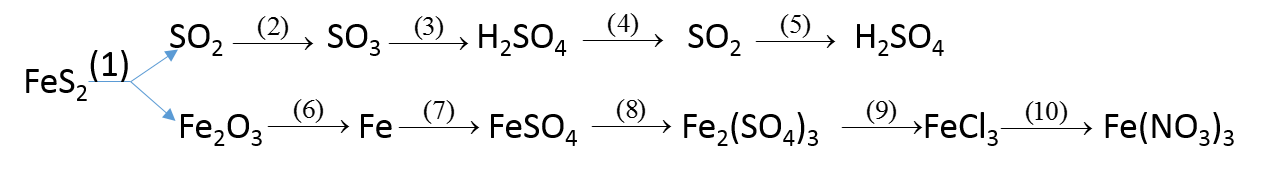 SO₂ (2) → SO₃ (3) → H₂SO₄ (4) → SO₂ (5) → H₂SO₄
FeS₂ (1)
Fe₂O₃ (6) → Fe (7) → FeSO₄ (8) → Fe₂(SO₄)₃ (9) → FeCl₃ (10) → Fe(NO₃)₃